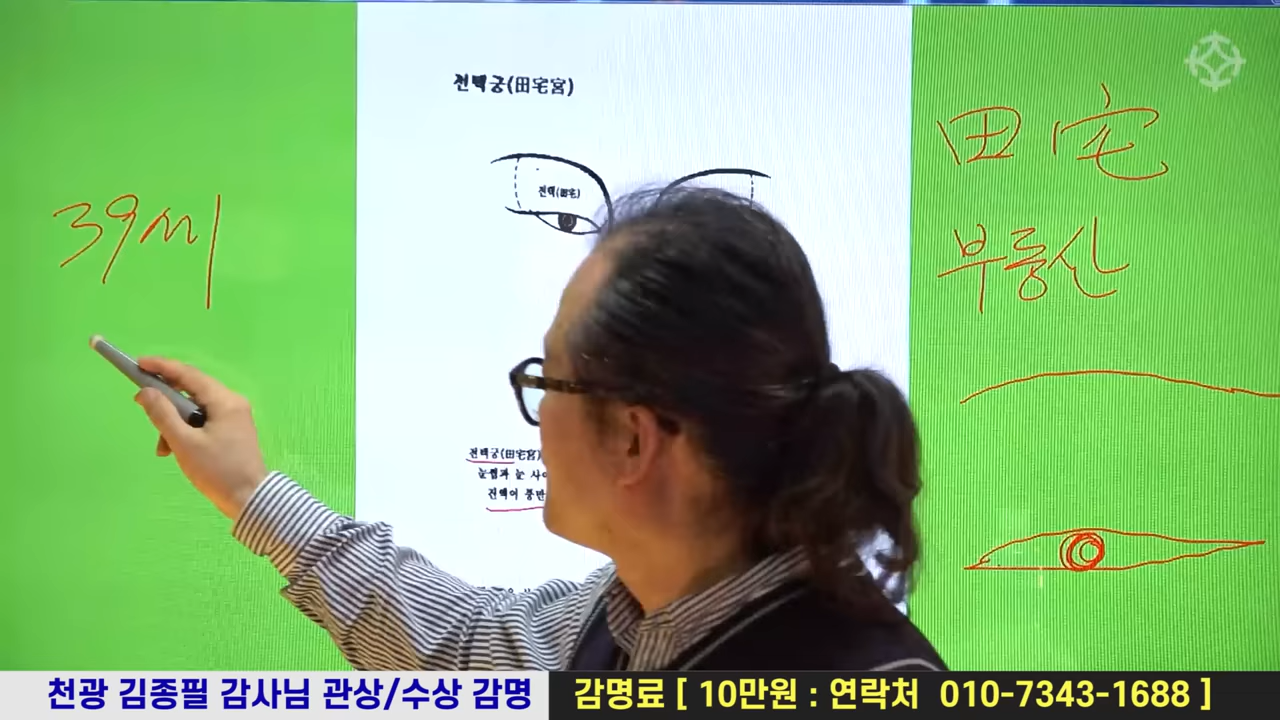 전택궁(田宅宮)
전택(田宅)
39세
田宅
부동산
전택궁(田宅宮)
눈썹과 눈 사이
전택이 풍반
천광 김종필 감사님 관상/수상 감명
감명료 [ 10만원 : 연락처 010-7343-1688 ]